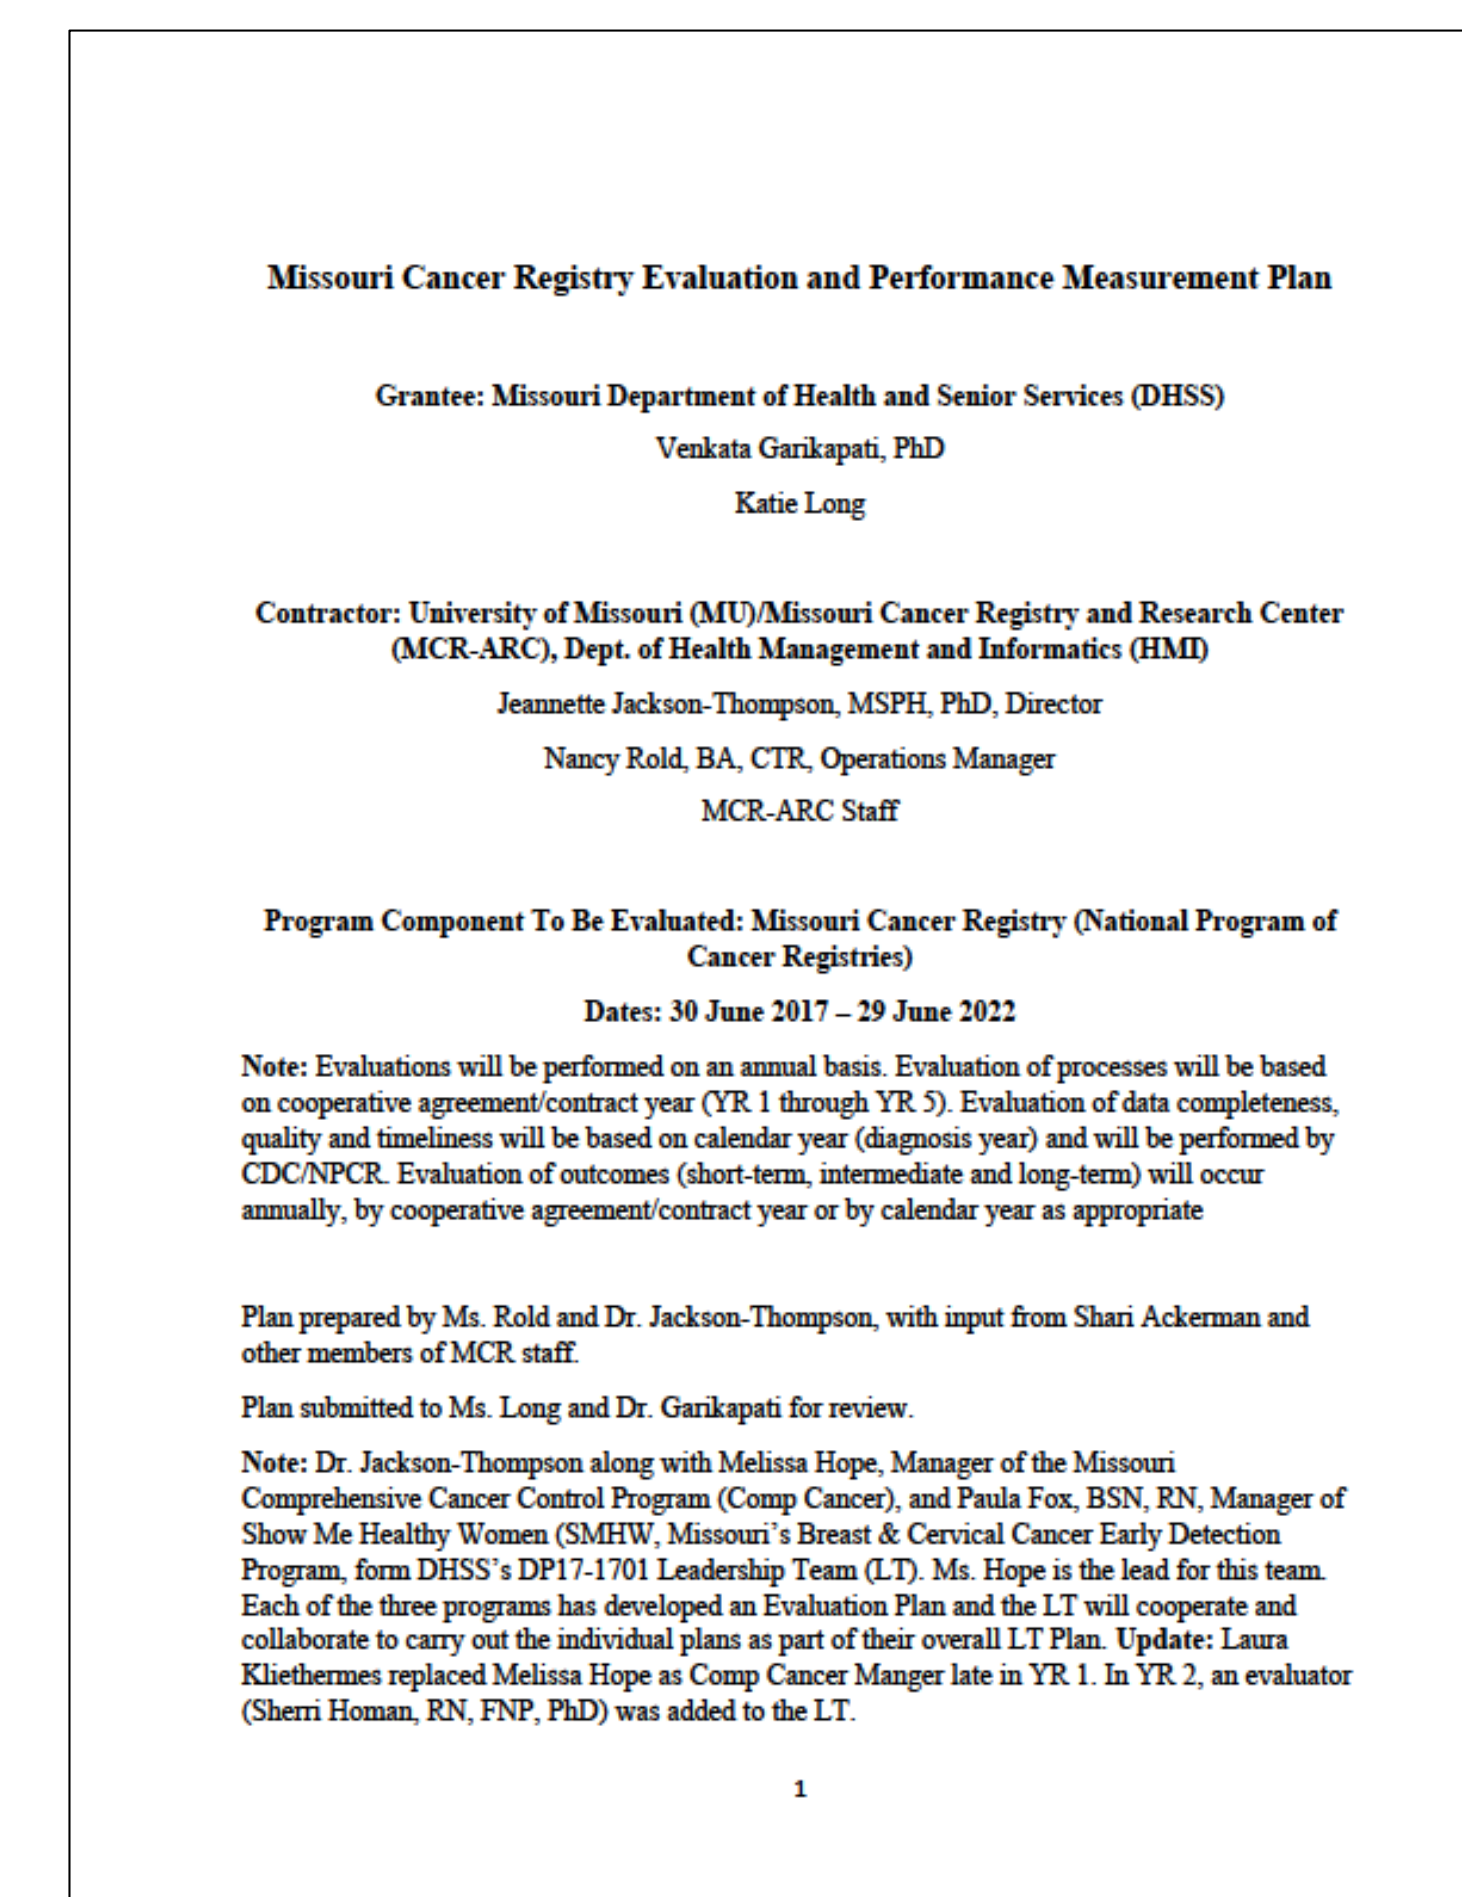 Missouri Cancer Registry Evaluation and Performance Measurement Plan
Grantee: Missouri Department of Health and Senior Services (DHSS)
Venkata Garikapati, PhD
Katie Long
Contractor: University of Missouri (MU)/Missouri Cancer Registry and Research Center
(MCR-ARC), Dept. of Health Management and Informatics (HMI)
Jeannette Jackson-Thompson, MSPH, PhD, Director
Nancy Rold, BA, CTR, Operations Manager
MCR-ARC Staff
Program Component To Be Evaluated: Missouri Cancer Registry (National Program of
Cancer Registries)
Dates: 30 June 2017 – 29 June 2022
Note: Evaluations will be performed on an annual basis. Evaluation of processes will be based
on cooperative agreement/contract year (YR 1 through YR 5). Evaluation of data completeness,
quality and timeliness will be based on calendar year (diagnosis year) and will be performed by
CDC/NPCR. Evaluation of outcomes (short-term, intermediate and long-term) will occur
annually, by cooperative agreement/contract year or by calendar year as appropriate
Plan prepared by Ms. Rold and Dr. Jackson-Thompson, with input from Shari Ackerman and
other members of MCR staff.
Plan submitted to Ms. Long and Dr. Garikapati for review.
Note: Dr. Jackson-Thompson along with Melissa Hope, Manager of the Missouri
Comprehensive Cancer Control Program (Comp Cancer), and Paula Fox, BSN, RN, Manager of
Show Me Healthy Women (SMHW, Missouri's Breast & Cervical Cancer Early Detection
Program, form DHSS's DP17-1701 Leadership Team (LT). Ms. Hope is the lead for this team.
Each of the three programs has developed an Evaluation Plan and the LT will cooperate and
collaborate to carry out the individual plans as part of their overall LT Plan. Update: Laura
Kliethermes replaced Melissa Hope as Comp Cancer Manger late in YR 1. In YR 2, an evaluator
(Sherri Homan, RN, FNP, PhD) was added to the LT.
1